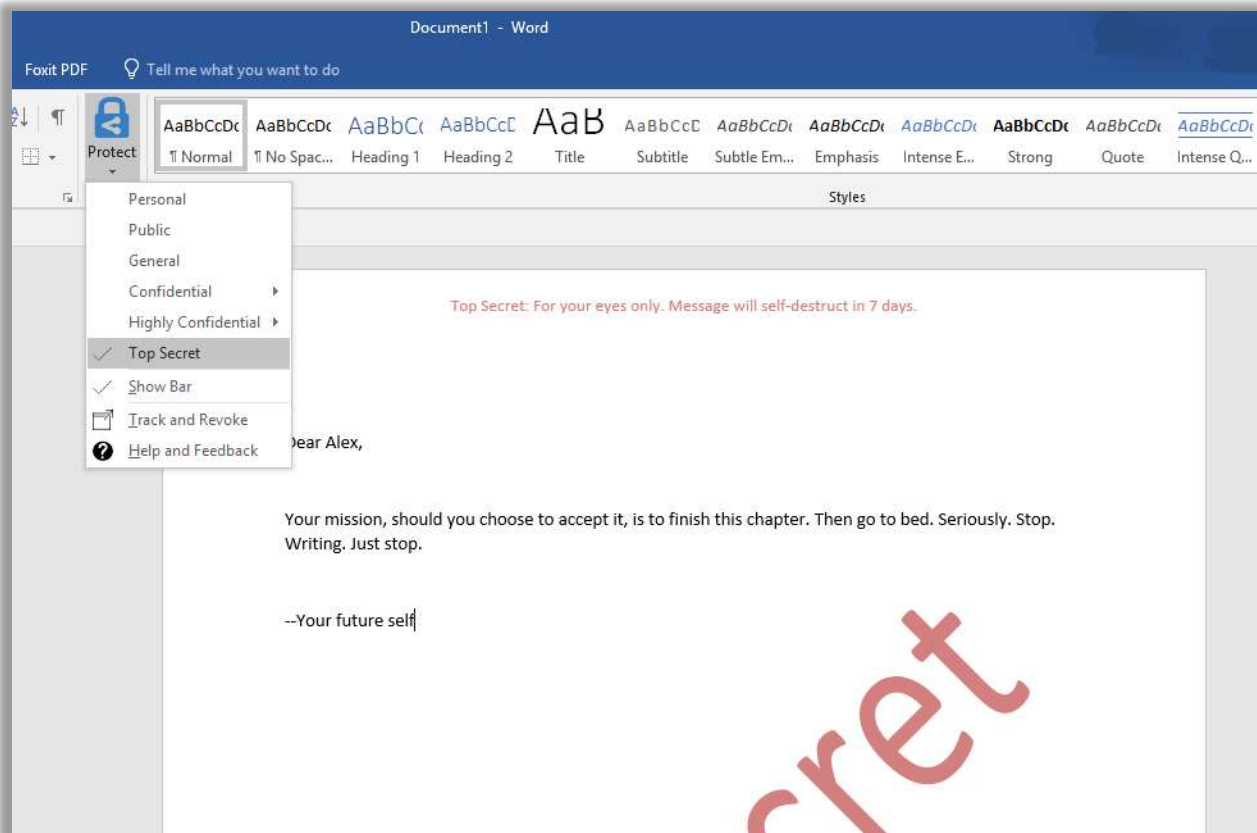 Document1 - Word
Foxit PDF Tell me what you want to do
AaBbCcDc AaBbCcDc AaBbCc AaBbCcD AaB AaBbCcD AaBbCcDc AaBbCcDc AaBbCcDc AaBbCcDc AaBbCcDc AaBbCcDc
Protect ¶ Normal ¶ No Spac... Heading 1 Heading 2 Title Subtitle Subtle Em... Emphasis Intense E... Strong Quote Intense Q...
Styles
Personal
Public
General
Confidential
Highly Confidential
Top Secret
Show Bar
Track and Revoke
Help and Feedback
Top Secret: For your eyes only. Message will self-destruct in 7 days.
Dear Alex,
Your mission, should you choose to accept it, is to finish this chapter. Then go to bed. Seriously. Stop.
Writing. Just stop.
--Your future self
cret